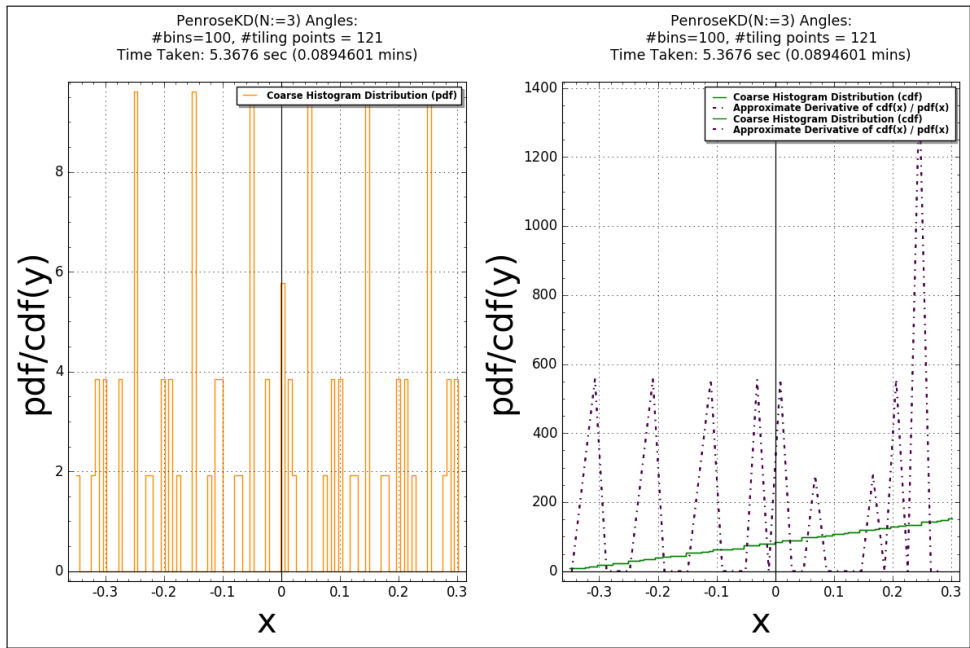 PenroseKD(N:=3) Angles:
#bins=100, #tiling points = 121
Time Taken: 5.3676 sec (0.0894601 mins)
Coarse Histogram Distribution (pdf)
8
6
4
2
0
-0.3
-0.2
-0.1
0
0.1
0.2
0.3
pdf/cdf(y)
x
PenroseKD(N:=3) Angles:
#bins=100, #tiling points = 121
Time Taken: 5.3676 sec (0.0894601 mins)
Coarse Histogram Distribution (cdf)
Approximate Derivative of cdf(x) / pdf(x)
Coarse Histogram Distribution (cdf)
Approximate Derivative of cdf(x) / pdf(x)
1400
1200
1000
800
600
400
200
0
-0.3
-0.2
-0.1
0
0.1
0.2
0.3
pdf/cdf(y)
x